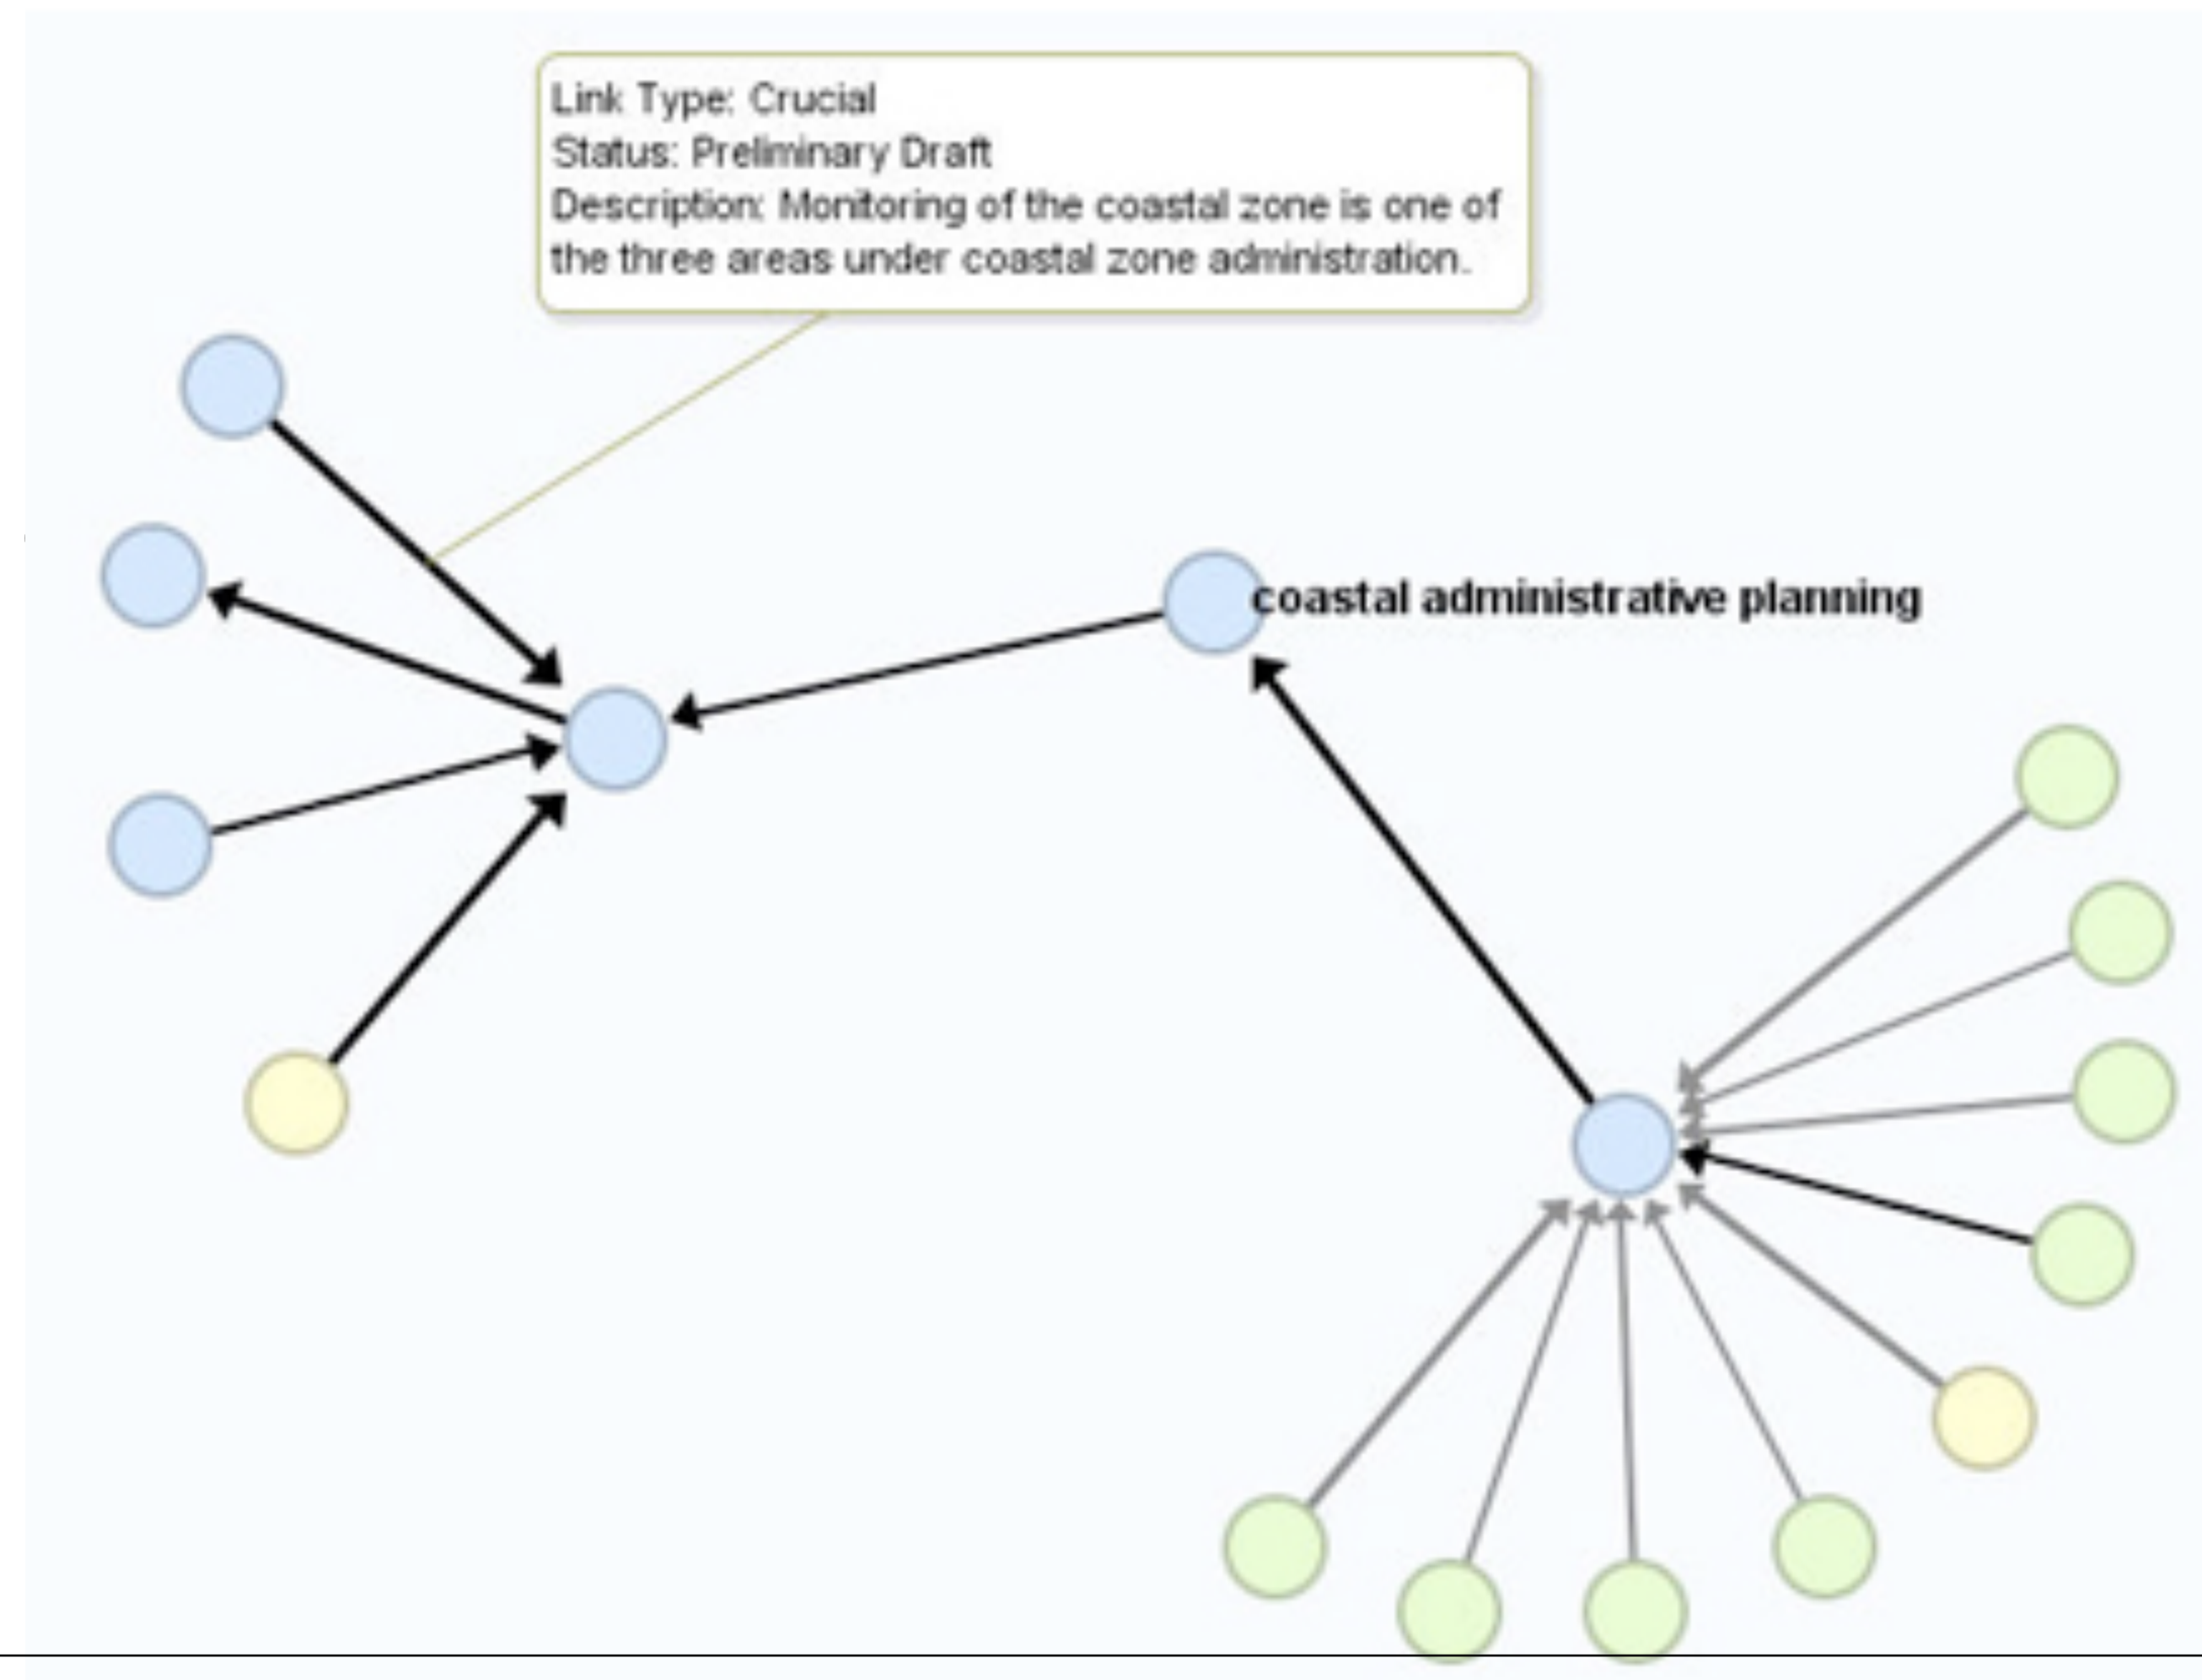 Link Type: Crucial
Status: Preliminary Draft
Description: Monitoring of the coastal zone is one of
the three areas under coastal zone administration.
coastal administrative planning